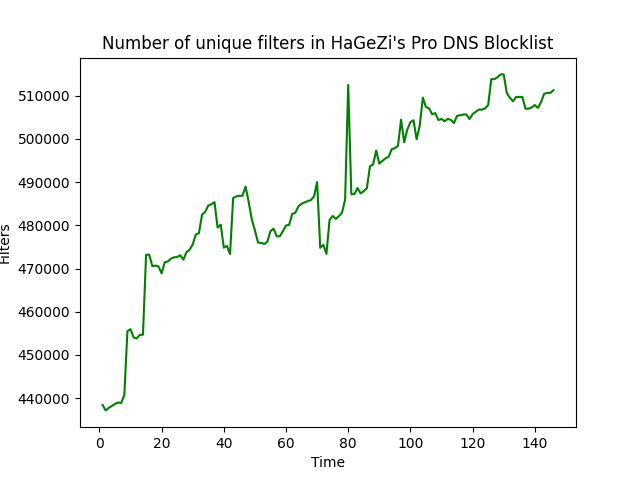 Number of unique filters in HaGeZi's Pro DNS Blocklist
Filters
510000
500000
490000
480000
470000
460000
450000
440000
0 20 40 60 80 100 120 140
Time